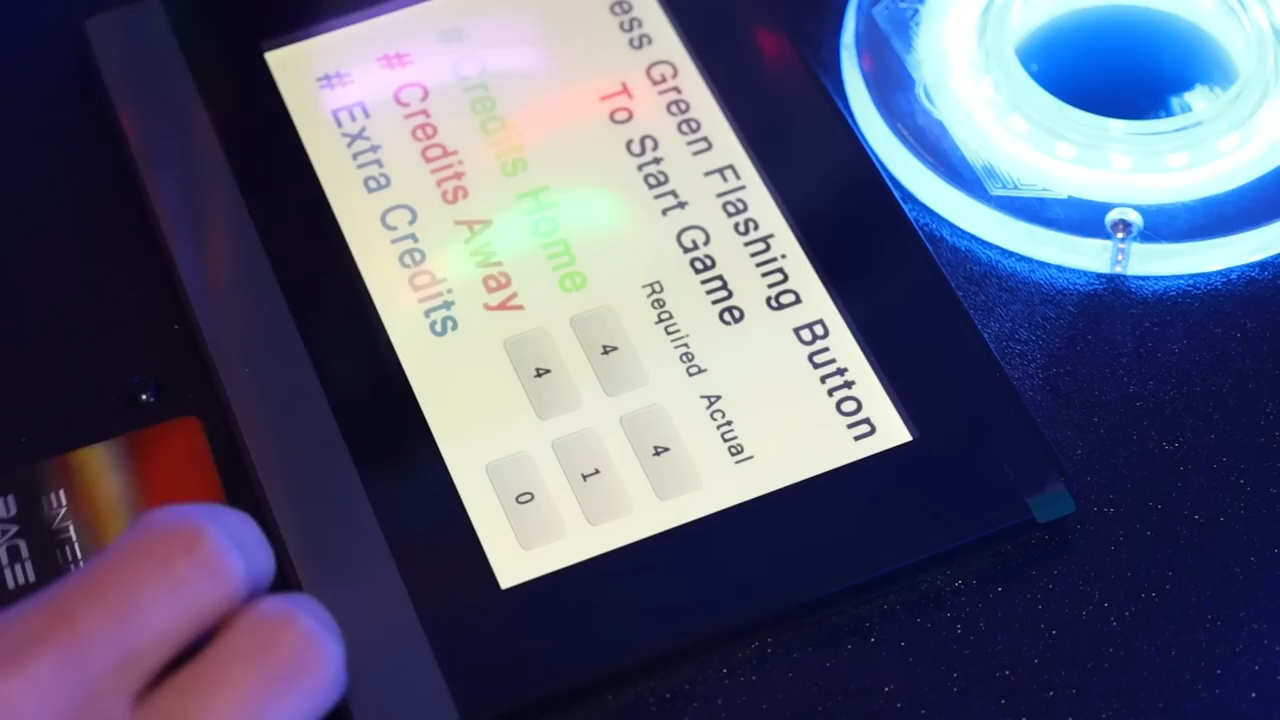 ess Green Flashing Button
To Start Game
Required Actual
# Credits Home 4 4
# Credits Away 4 1
# Extra Credits 0
ENTE